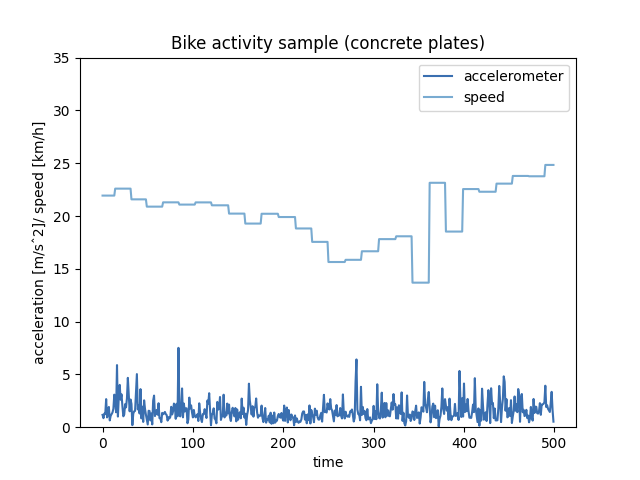 Bike activity sample (concrete plates)
accelerometer
speed
acceleration [m/s^2]/ speed [km/h]
35
30
25
20
15
10
5
0
0 100 200 300 400 500
time